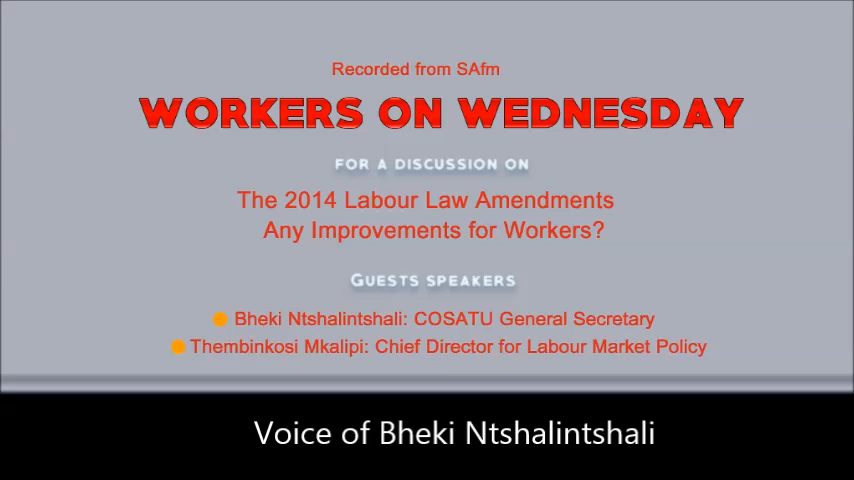 Recorded from SAfm
WORKERS ON WEDNESDAY
FOR A DISCUSSION ON
The 2014 Labour Law Amendments
Any Improvements for Workers?
GUESTS SPEAKERS
Bheki Ntshalintshali: COSATU General Secretary
Thembinkosi Mkalipi: Chief Director for Labour Market Policy
Voice of Bheki Ntshalintshali